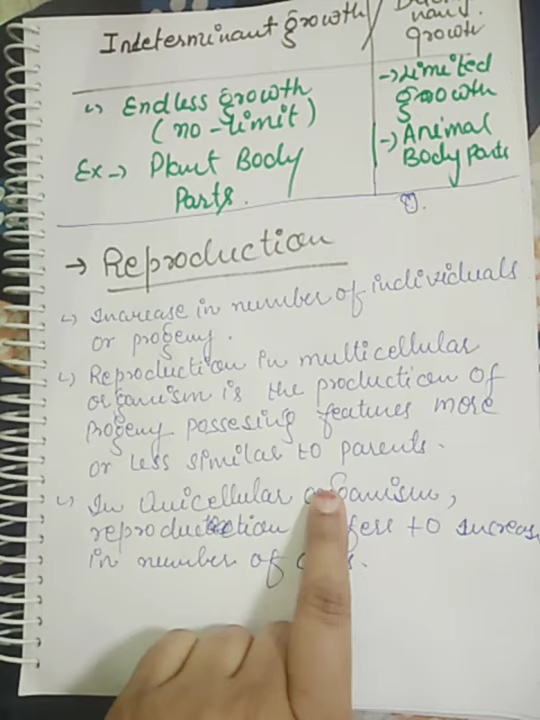 Indeterminant growth /
nant.
growth
↳ Endless growth
(no-limit)
Ex → Plant Body
Parts.
→ Limited
growth
→ Animal
Body Parts
→ Reproduction
↳ Increase in number of individuals
or progeny.
↳ Reproduction in multicellular
organism is the production of
progeny possesing features more
or less similar to parents.
↳ In Unicellular organism,
reproduction to increase
in number of